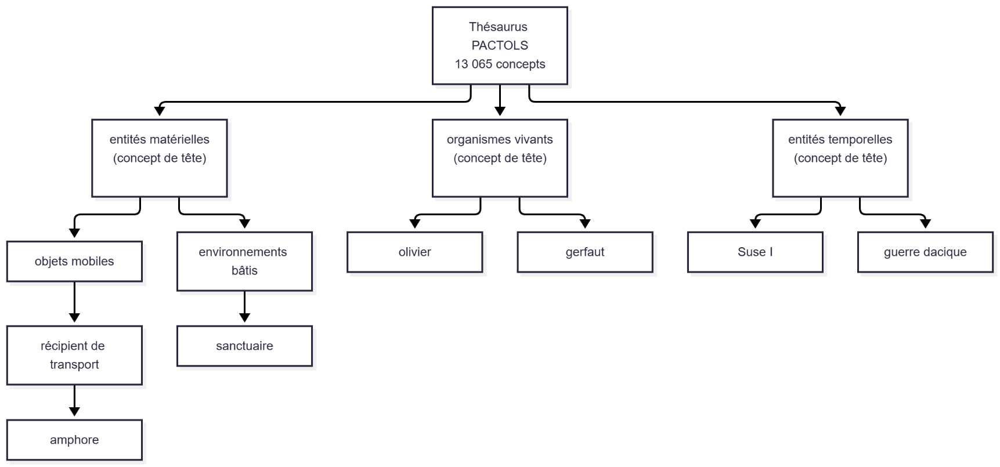 Thésaurus
PACTOLS
13 065 concepts
entités matérielles
(concept de tête)
organismes vivants
(concept de tête)
entités temporelles
(concept de tête)
objets mobiles
environnements
bâtis
olivier
gerfaut
Suse I
guerre dacique
récipient de
transport
sanctuaire
amphore